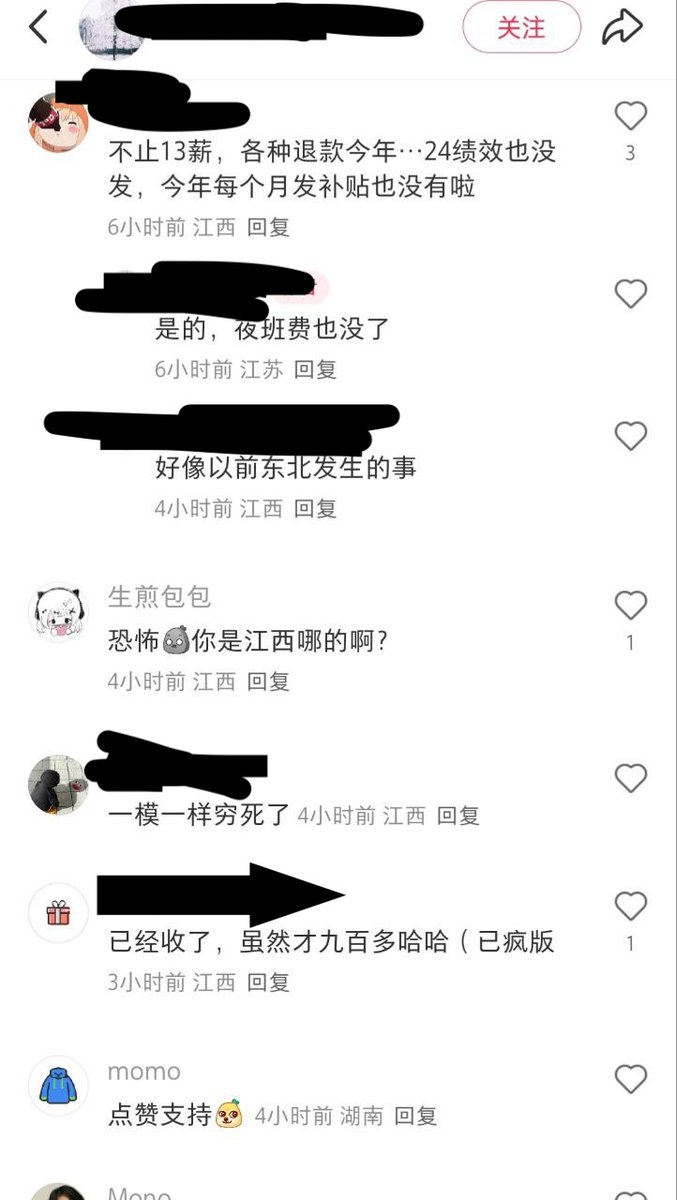 关注
不止13薪，各种退款今年…24绩效也没
发，今年每个月发补贴也没有啦
3
6小时前 江西 回复
是的，夜班费也没了
6小时前 江苏 回复
好像以前东北发生的事
4小时前 江西 回复
生煎包包
恐怖你是江西哪的啊？
1
4小时前 江西 回复
一模一样穷死了 4小时前 江西 回复
已经收了，虽然才九百多哈哈（已疯版
1
3小时前 江西 回复
momo
点赞支持 4小时前 湖南 回复
Mono